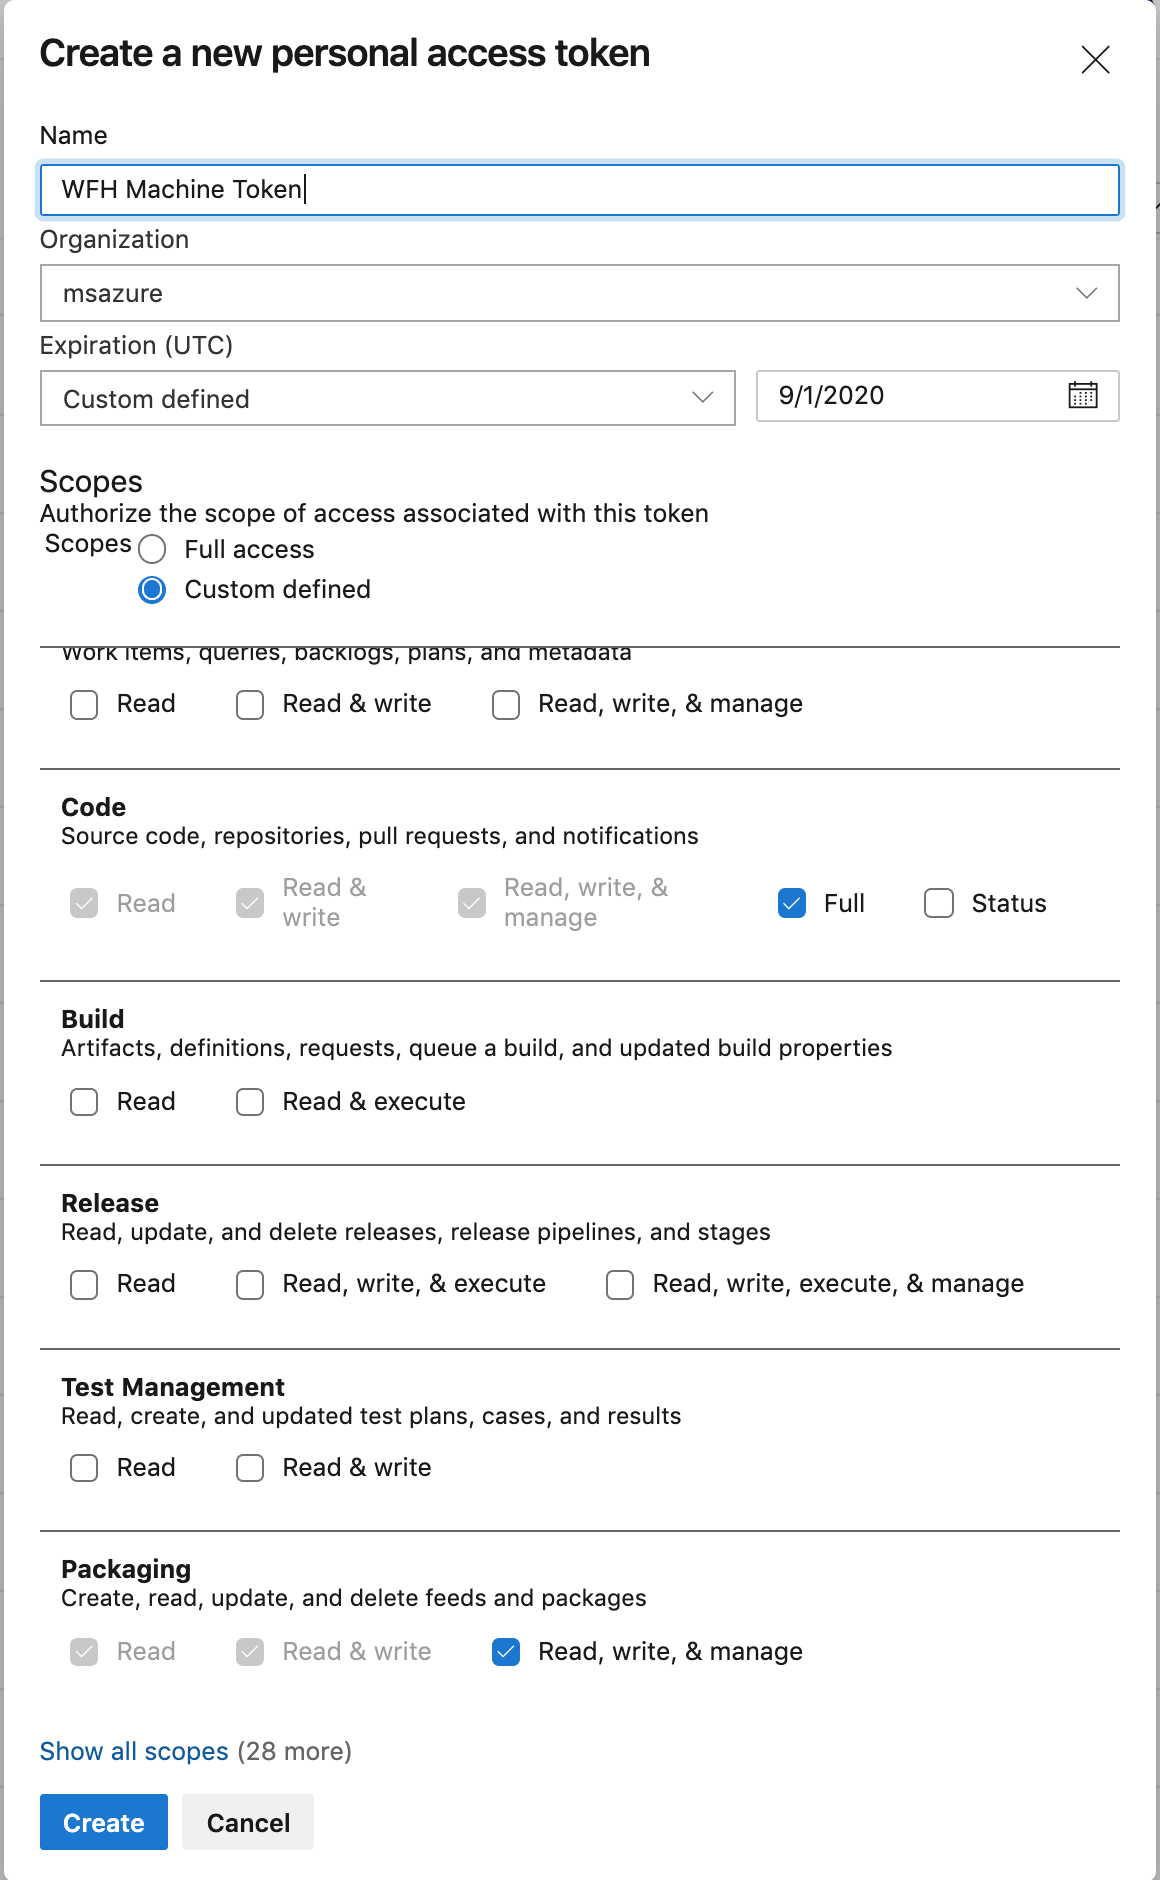 Create a new personal access token
Name
WFH Machine Token
Organization
msazure
Expiration (UTC)
Custom defined 9/1/2020
Scopes
Authorize the scope of access associated with this token
Scopes Full access
Custom defined
Work items, queries, backlogs, plans, and metadata
Read Read & write Read, write, & manage
Code
Source code, repositories, pull requests, and notifications
Read Read & write Read, write, & manage Full Status
Build
Artifacts, definitions, requests, queue a build, and updated build properties
Read Read & execute
Release
Read, update, and delete releases, release pipelines, and stages
Read Read, write, & execute Read, write, execute, & manage
Test Management
Read, create, and updated test plans, cases, and results
Read Read & write
Packaging
Create, read, update, and delete feeds and packages
Read Read & write Read, write, & manage
Show all scopes (28 more)
Create Cancel